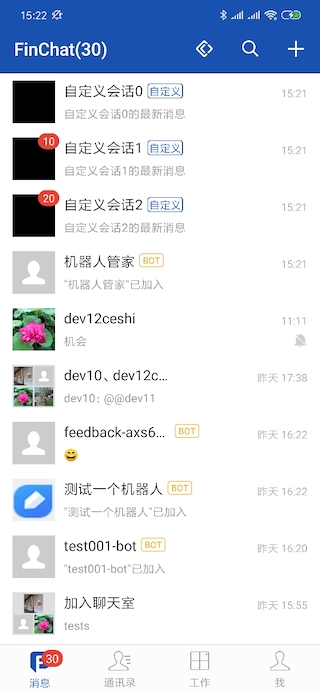 15:22
FinChat(30)
自定义会话0 自定义 15:21
自定义会话0的最新消息
10
自定义会话1 自定义 15:21
自定义会话1的最新消息
20
自定义会话2 自定义 15:21
自定义会话2的最新消息
机器人管家 BOT 15:21
"机器人管家"已加入
dev12ceshi 11:11
机会
dev10、dev12c... 昨天 17:38
dev10; @@dev11
feedback-axs6... BOT 昨天 16:22
测试一个机器人 BOT 昨天 16:22
"测试一个机器人"已加入
test001-bot BOT 昨天 16:20
"test001-bot"已加入
加入聊天室 昨天 15:55
tests
30
消息 通讯录 工作 我